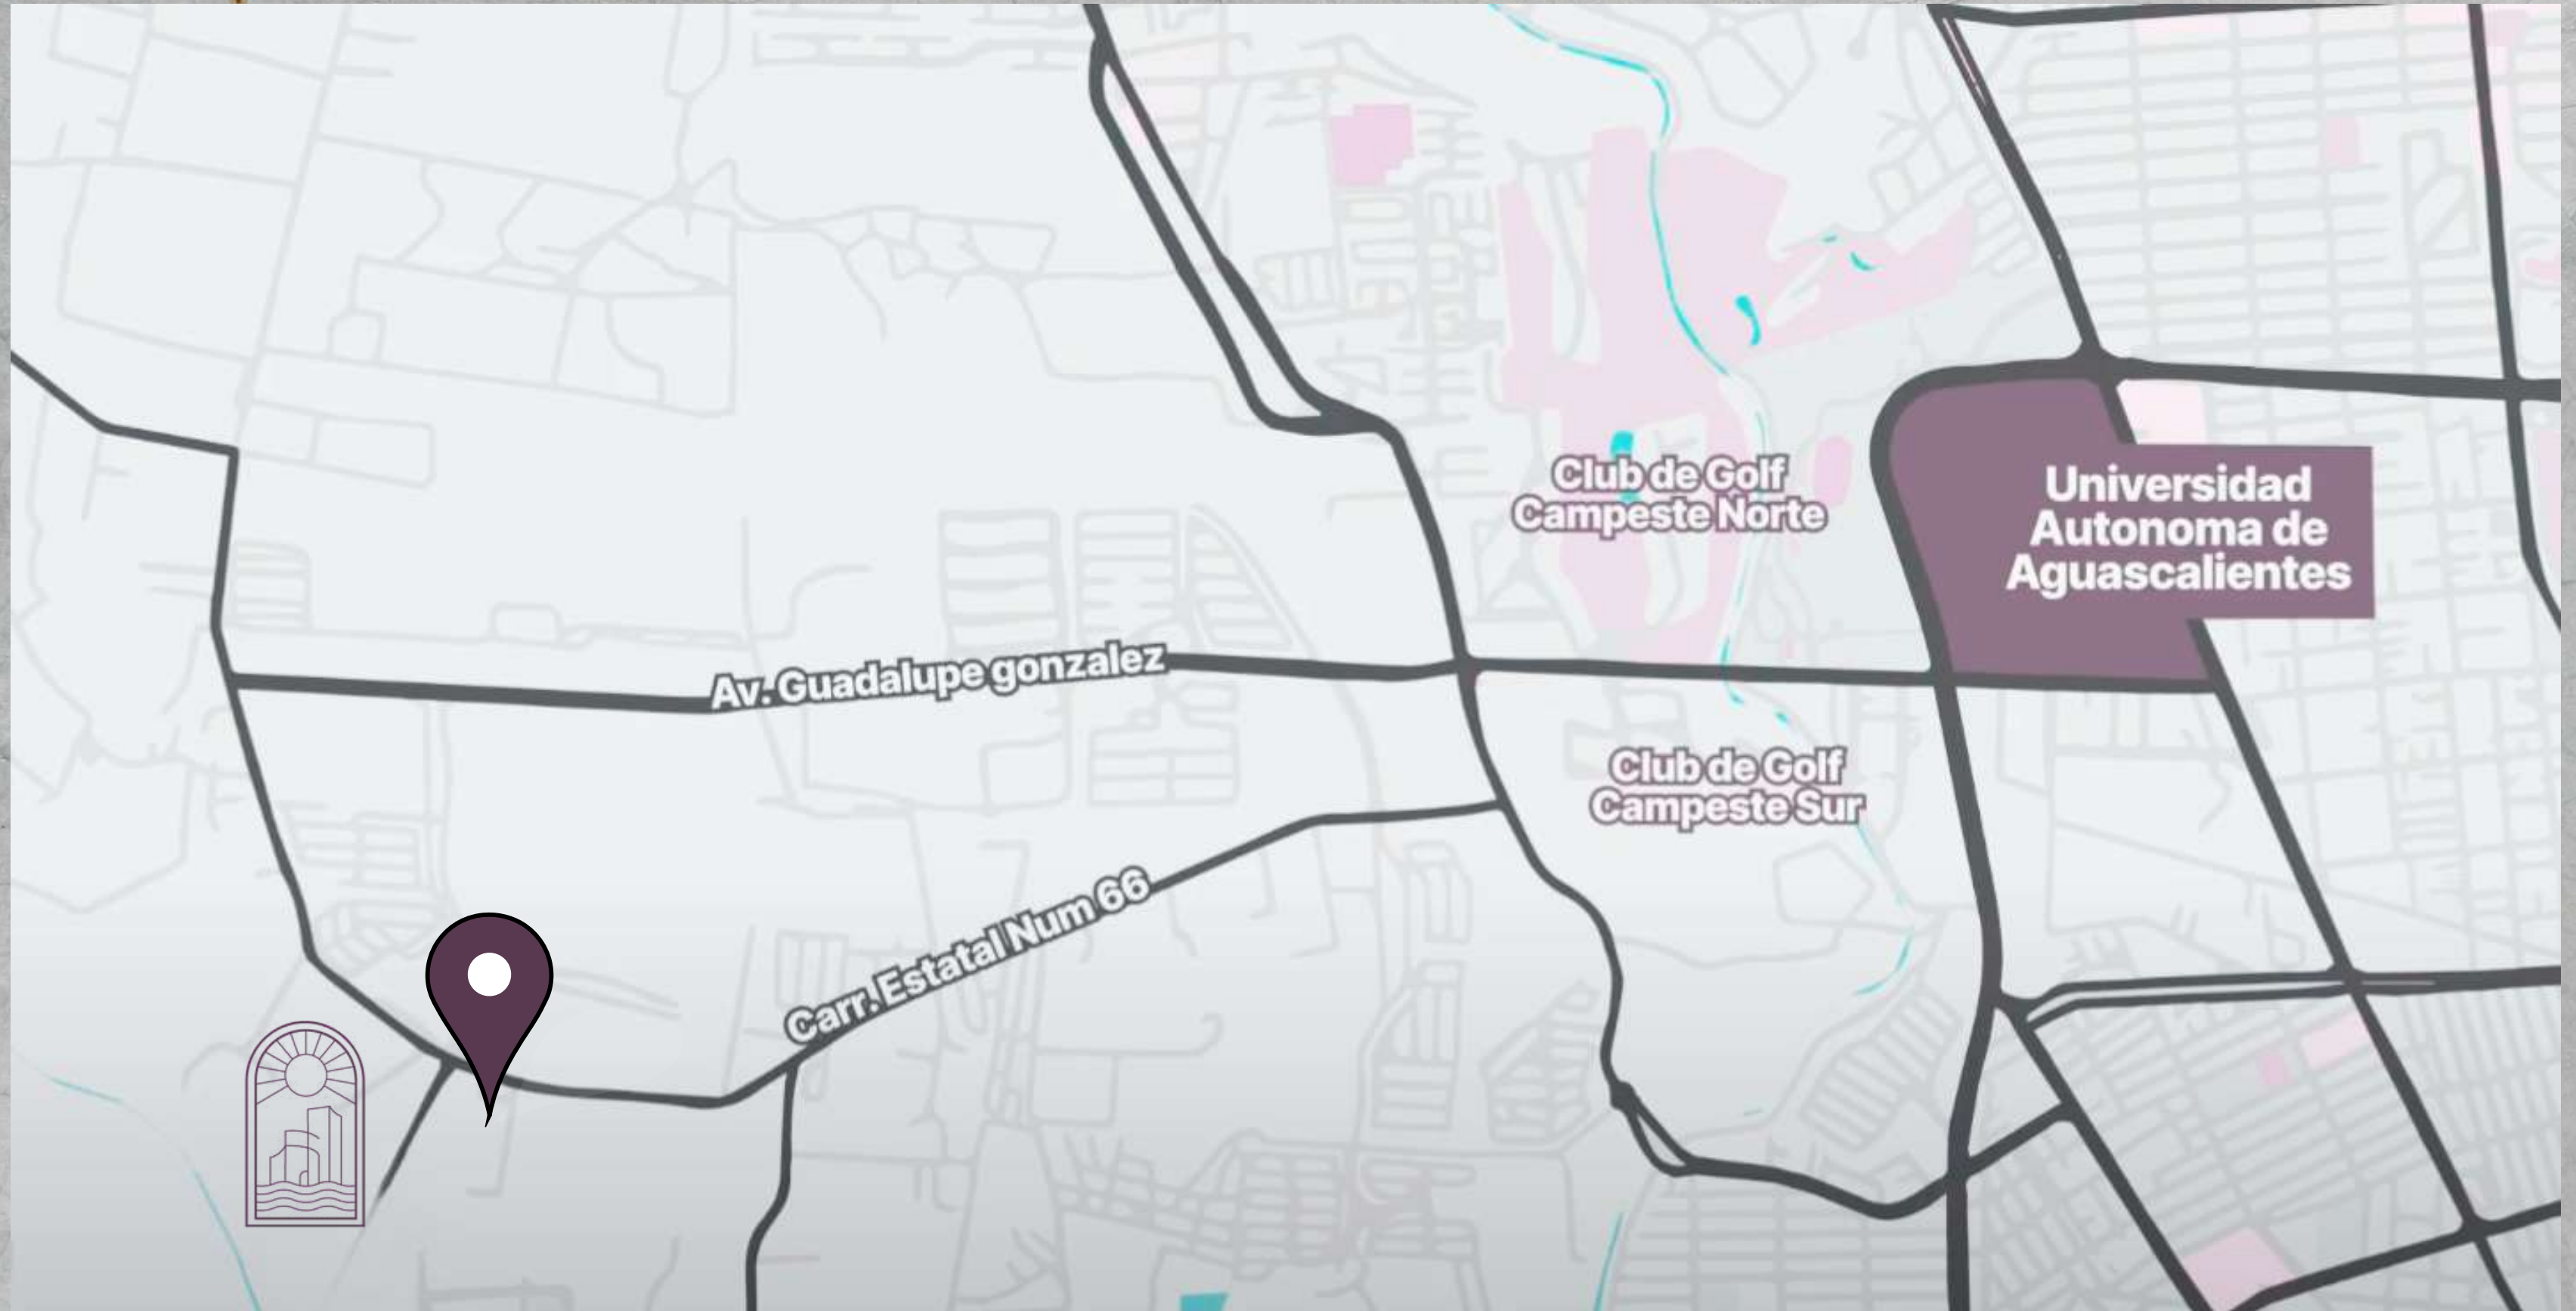 Club de Golf
Campeste Norte
Universidad
Autonoma de
Aguascalientes
Av. Guadalupe gonzalez
Club de Golf
Campeste Sur
Carr. Estatal Num 66